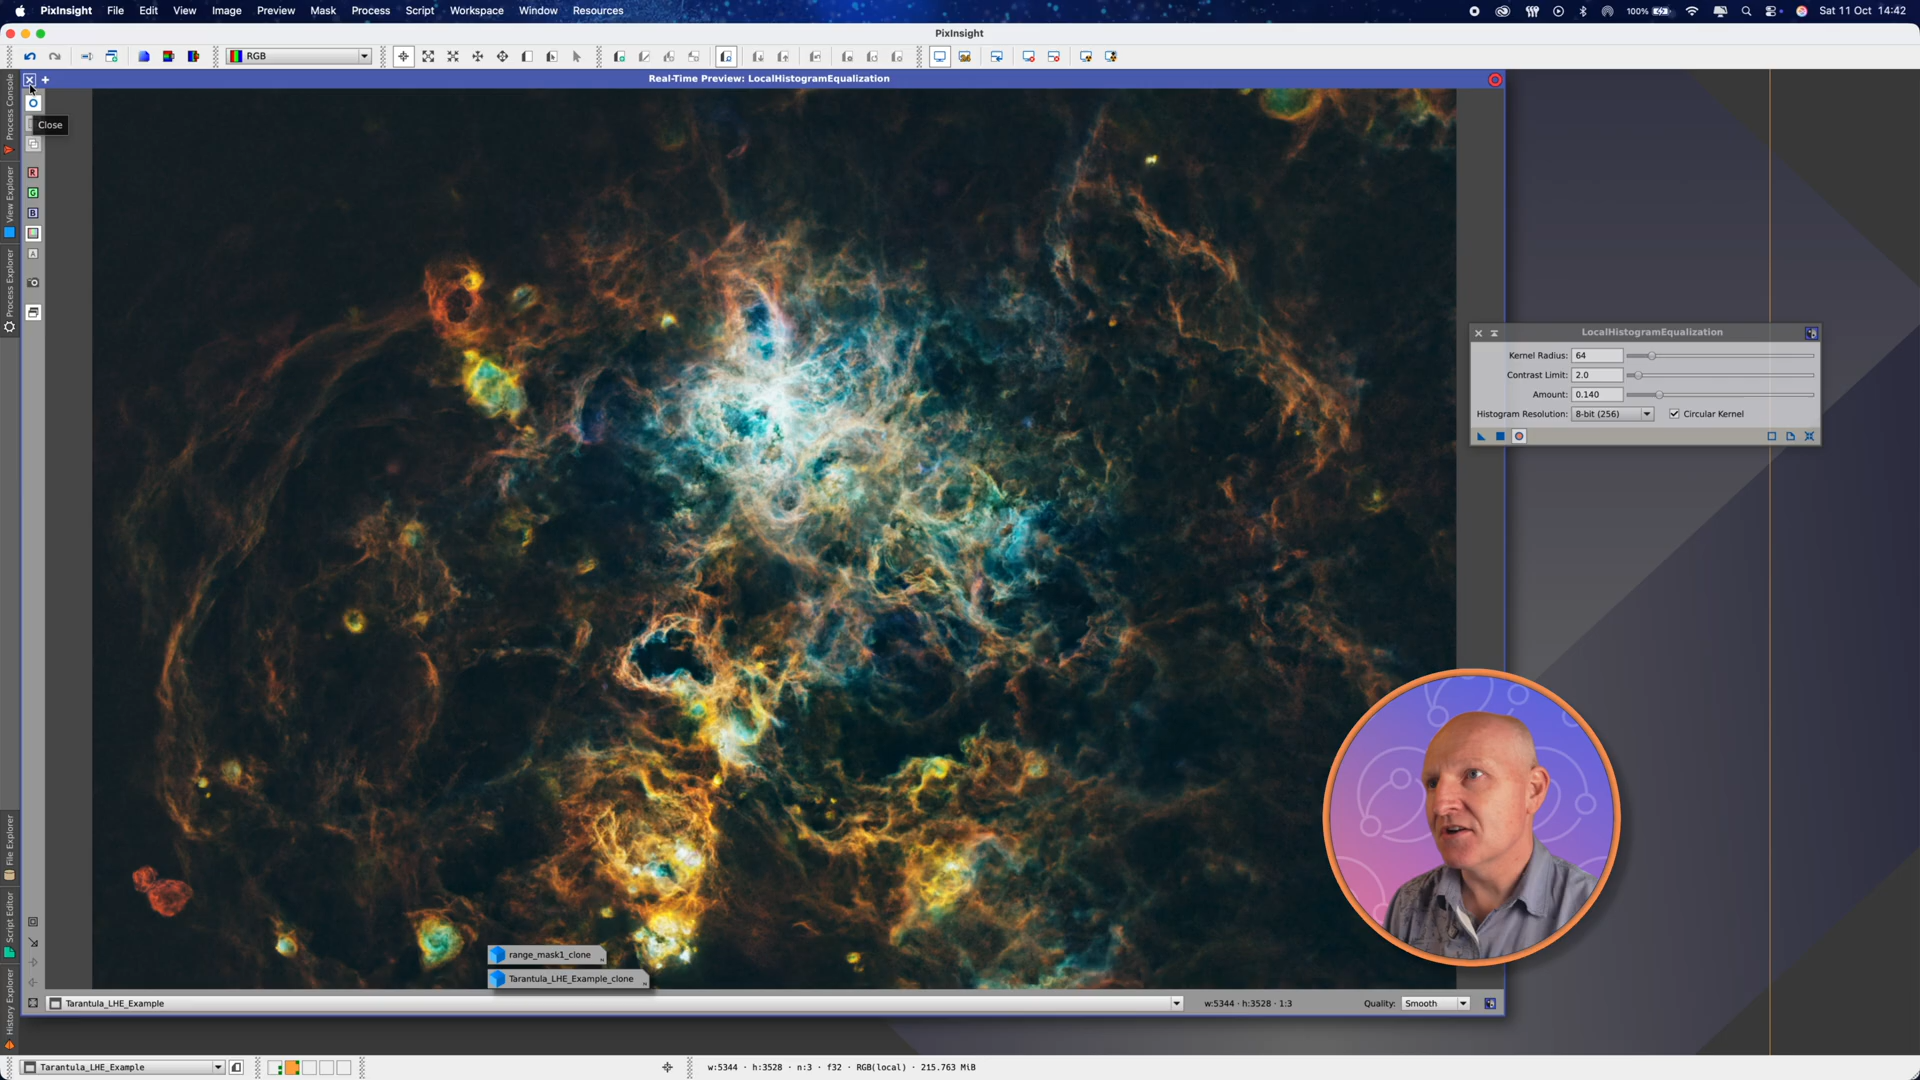 PixInsight File Edit View Image Preview Mask Process Script Workspace Window Resources
100% Sat 11 Oct 14:42
PixInsight
RGB
Real-Time Preview: LocalHistogramEqualization
Close
R
G
B
A
Process Console
View Explorer
Process Explorer
File Explorer
Script Editor
History Explorer
LocalHistogramEqualization
Kernel Radius: 64
Contrast Limit: 2.0
Amount: 0.140
Histogram Resolution: 8-bit (256) Circular Kernel
range_mask1_clone
Tarantula_LHE_Example_clone
Tarantula_LHE_Example w:5344 · h:3528 · 1:3 Quality: Smooth
Tarantula_LHE_Example w:5344 · h:3528 · n:3 · f32 · RGB(local) · 215.763 MiB